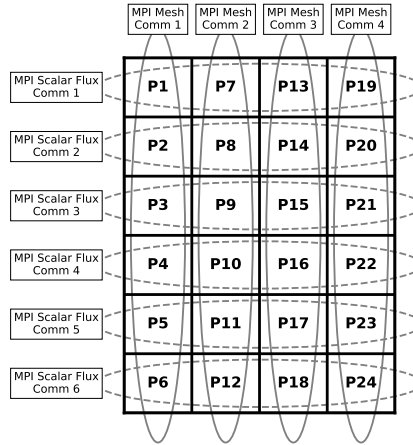 MPI Mesh
Comm 1
MPI Mesh
Comm 2
MPI Mesh
Comm 3
MPI Mesh
Comm 4
MPI Scalar Flux
Comm 1
P1 P7 P13 P19
MPI Scalar Flux
Comm 2
P2 P8 P14 P20
MPI Scalar Flux
Comm 3
P3 P9 P15 P21
MPI Scalar Flux
Comm 4
P4 P10 P16 P22
MPI Scalar Flux
Comm 5
P5 P11 P17 P23
MPI Scalar Flux
Comm 6
P6 P12 P18 P24